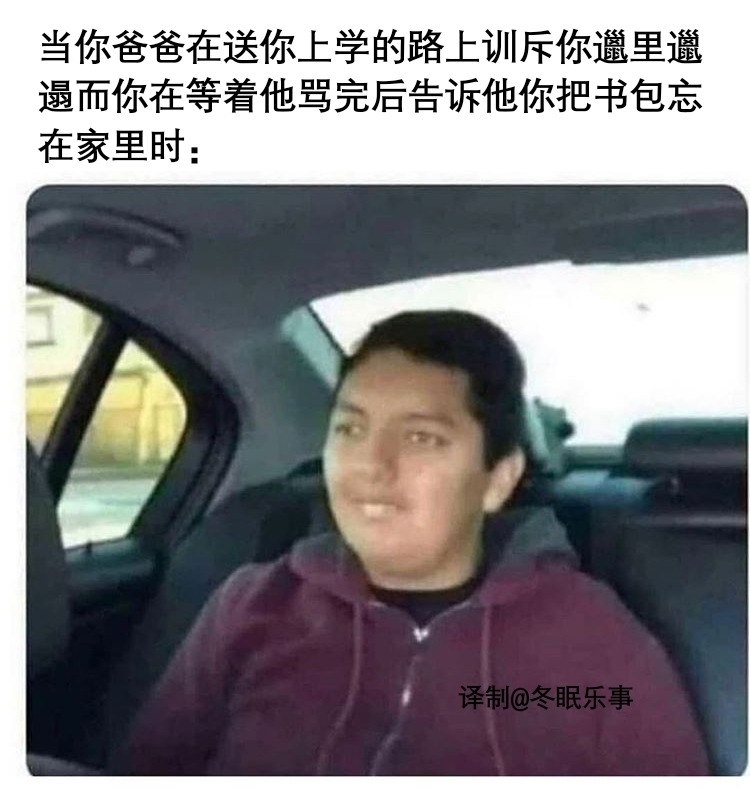 当你爸爸在送你上学的路上训斥你邋里邋
遢而你在等着他骂完后告诉他你把书包忘
在家里时：
译制@冬眠乐事